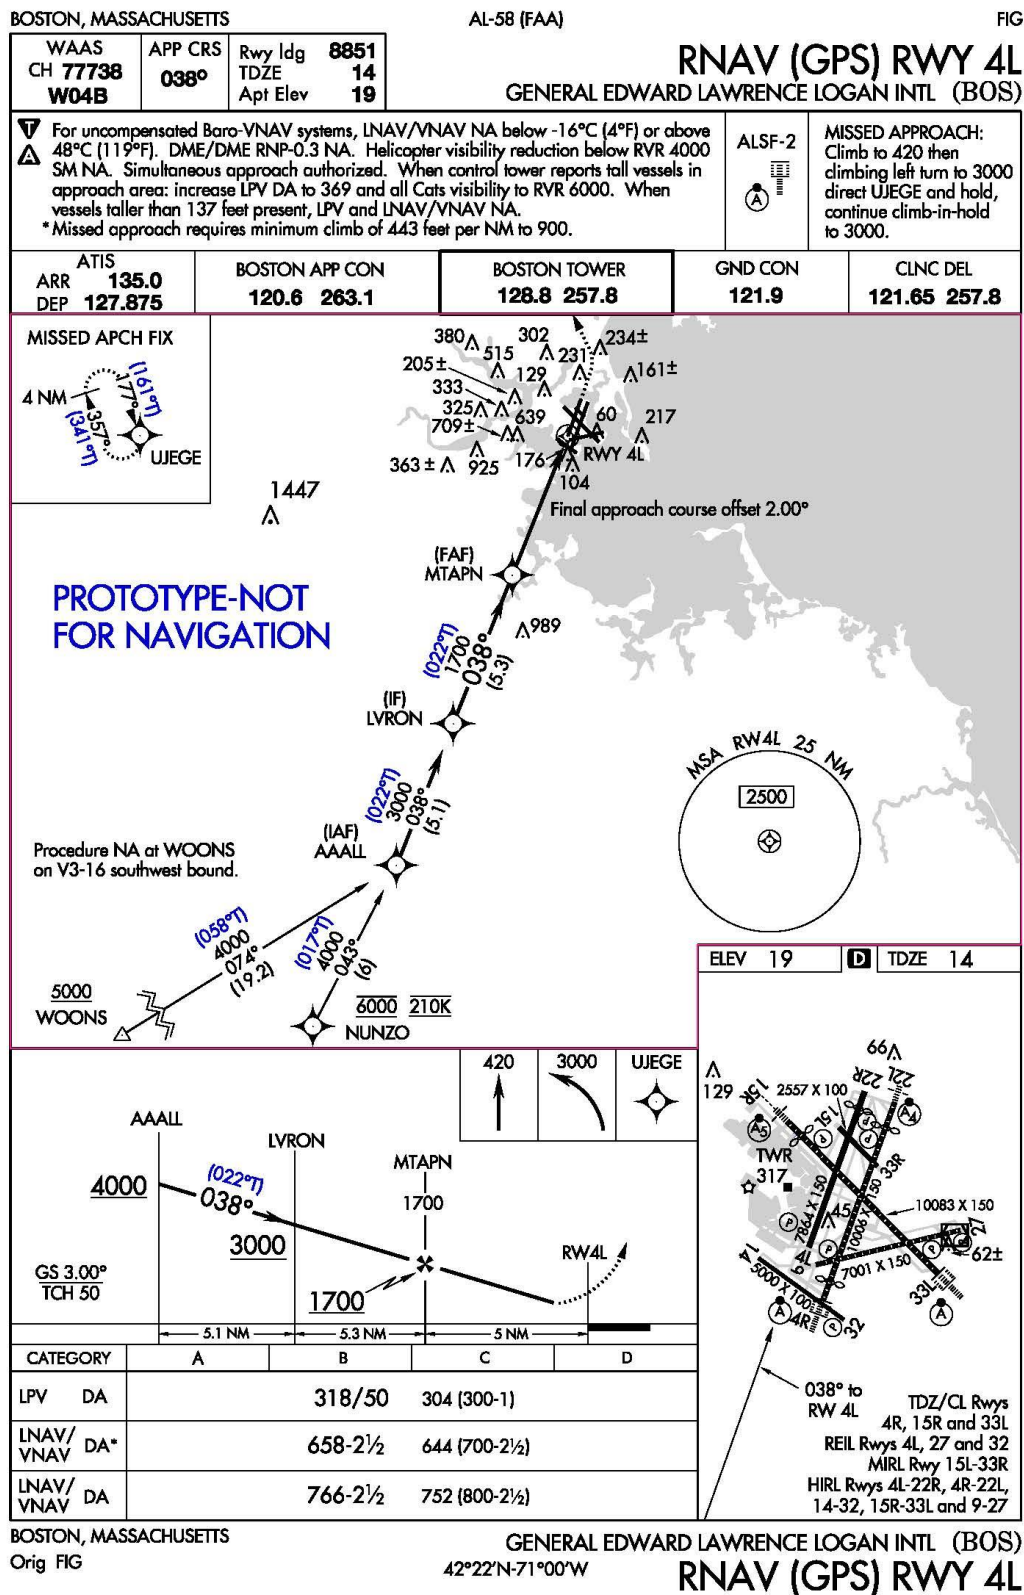 BOSTON, MASSACHUSETTS AL-58 (FAA) FIG
WAAS
CH 77738
W04B
APP CRS
038°
Rwy ldg 8851
TDZE 14
Apt Elev 19
RNAV (GPS) RWY 4L
GENERAL EDWARD LAWRENCE LOGAN INTL (BOS)
T
A
For uncompensated Baro-VNAV systems, LNAV/VNAV NA below -16°C (4°F) or above
48°C (119°F). DME/DME RNP-0.3 NA. Helicopter visibility reduction below RVR 4000
SM NA. Simultaneous approach authorized. When control tower reports tall vessels in
approach area: increase LPV DA to 369 and all Cats visibility to RVR 6000. When
vessels taller than 137 feet present, LPV and LNAV/VNAV NA.
*Missed approach requires minimum climb of 443 feet per NM to 900.
ALSF-2
A
MISSED APPROACH:
Climb to 420 then
climbing left turn to 3000
direct UJEGE and hold,
continue climb-in-hold
to 3000.
ATIS
ARR 135.0
DEP 127.875
BOSTON APP CON
120.6 263.1
BOSTON TOWER
128.8 257.8
GND CON
121.9
CLNC DEL
121.65 257.8
MISSED APCH FIX
4 NM
177°
(161°T)
357°
(341°T)
UJEGE
380
515
302
231
234±
205±
129
161±
333
325
639
60
217
709±
363±
925
176
RWY 4L
104
1447
Final approach course offset 2.00°
(FAF)
MTAPN
PROTOTYPE-NOT
FOR NAVIGATION
989
(022°T)
1700
038°
(5.3)
(IF)
LVRON
(022°T)
3000
038°
(5.1)
MSA RW4L 25 NM
2500
(IAF)
AAALL
Procedure NA at WOONS
on V3-16 southwest bound.
(058°T)
4000
074°
(19.2)
(017°T)
4000
043°
(6)
5000
WOONS
6000 210K
NUNZO
ELEV 19 D TDZE 14
420
3000
UJEGE
AAALL
LVRON
MTAPN
1700
(022°T)
038°
4000
3000
1700
RW4L
GS 3.00°
TCH 50
5.1 NM 5.3 NM 5 NM
CATEGORY A B C D
LPV DA 318/50 304 (300-1)
LNAV/
VNAV DA* 658-2½ 644 (700-2½)
LNAV/
VNAV DA 766-2½ 752 (800-2½)
129
66
15R
2557 X 100
22R
22L
A5
15L
P
P
P
A4
TWR
317
33R
7864 X 150
10006 X 150
10083 X 150
P
45
27
P
P
62±
4L
9
7001 X 150
14
5000 X 100
33L
A
4R
P
32
A
038° to
RW 4L
TDZ/CL Rwys
4R, 15R and 33L
REIL Rwys 4L, 27 and 32
MIRL Rwy 15L-33R
HIRL Rwys 4L-22R, 4R-22L,
14-32, 15R-33L and 9-27
BOSTON, MASSACHUSETTS
Orig FIG
42°22'N-71°00'W
GENERAL EDWARD LAWRENCE LOGAN INTL (BOS)
RNAV (GPS) RWY 4L